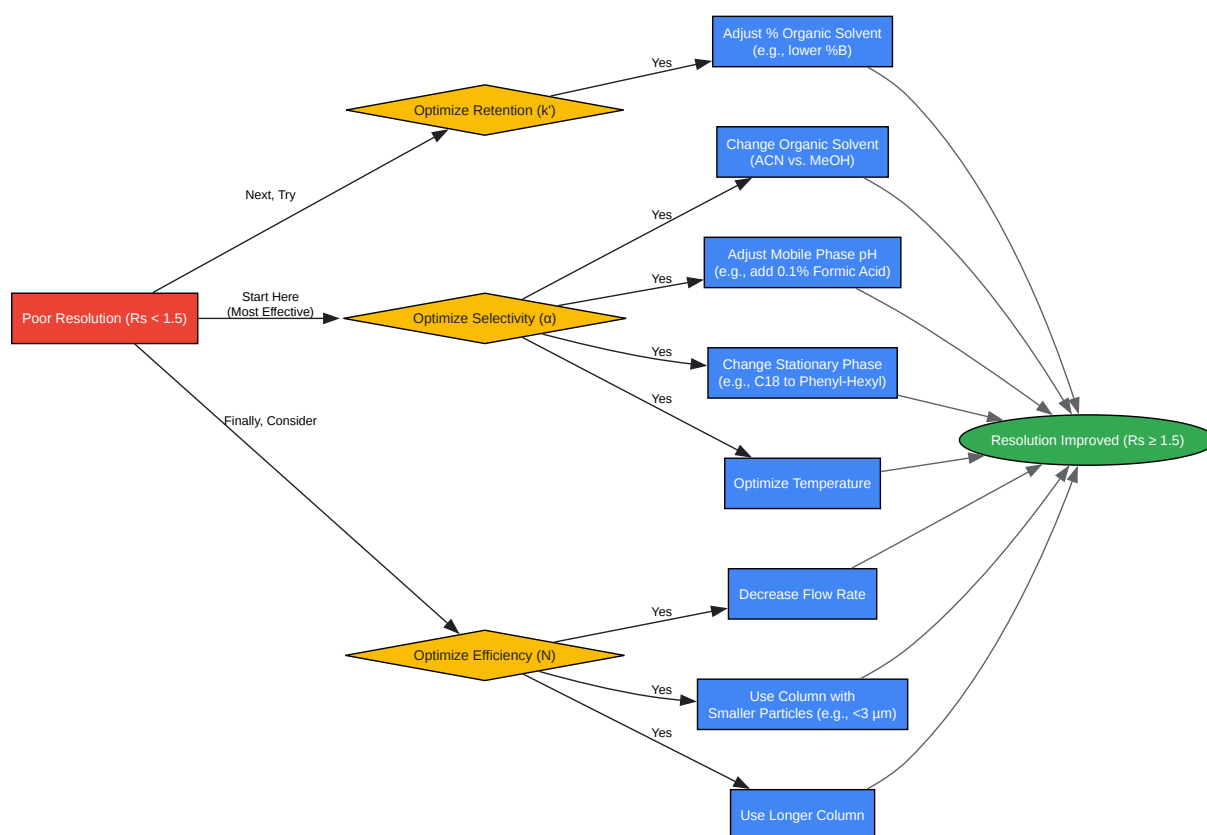 Adjust % Organic Solvent
(e.g., lower %B)
Yes
Optimize Retention (k')
Change Organic Solvent
(ACN vs. MeOH)
Next, Try
Yes
Adjust Mobile Phase pH
(e.g., add 0.1% Formic Acid)
Yes
Start Here
(Most Effective)
Poor Resolution (Rs < 1.5)
Optimize Selectivity (α)
Yes
Change Stationary Phase
(e.g., C18 to Phenyl-Hexyl)
Yes
Finally, Consider
Resolution Improved (Rs ≥ 1.5)
Optimize Temperature
Decrease Flow Rate
Yes
Optimize Efficiency (N)
Yes
Use Column with
Smaller Particles (e.g., <3 µm)
Yes
Use Longer Column